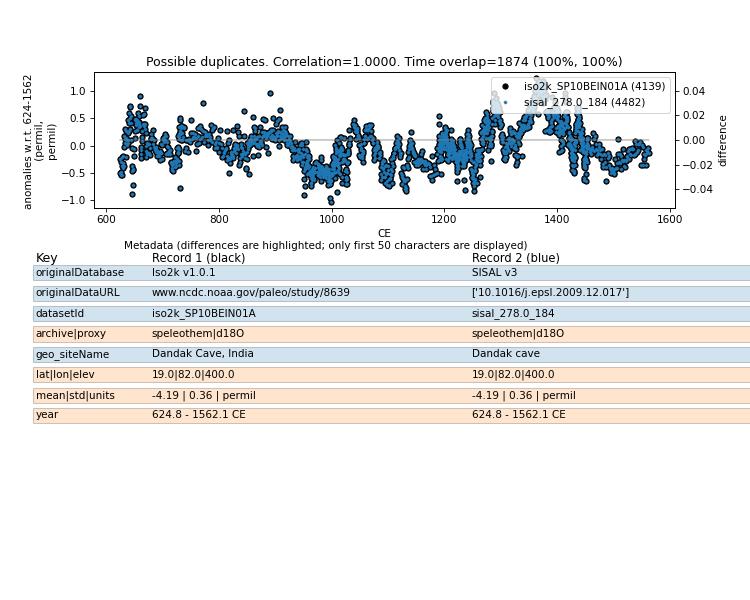 Possible duplicates. Correlation=1.0000. Time overlap=1874 (100%, 100%)
anomalies w.r.t. 624-1562
(permil,
permil)
1.0
0.5
0.0
−0.5
−1.0
iso2k_SP10BEIN01A (4139)
sisal_278.0_184 (4482)
0.04
0.02
0.00
−0.02
−0.04
difference
600 800 1000 1200 1400 1600
CE
Metadata (differences are highlighted; only first 50 characters are displayed)
Key Record 1 (black) Record 2 (blue)
originalDatabase Iso2k v1.0.1 SISAL v3
originalDataURL www.ncdc.noaa.gov/paleo/study/8639 ['10.1016/j.epsl.2009.12.017']
datasetId iso2k_SP10BEIN01A sisal_278.0_184
archive|proxy speleothem|d18O speleothem|d18O
geo_siteName Dandak Cave, India Dandak cave
lat|lon|elev 19.0|82.0|400.0 19.0|82.0|400.0
mean|std|units -4.19 | 0.36 | permil -4.19 | 0.36 | permil
year 624.8 - 1562.1 CE 624.8 - 1562.1 CE